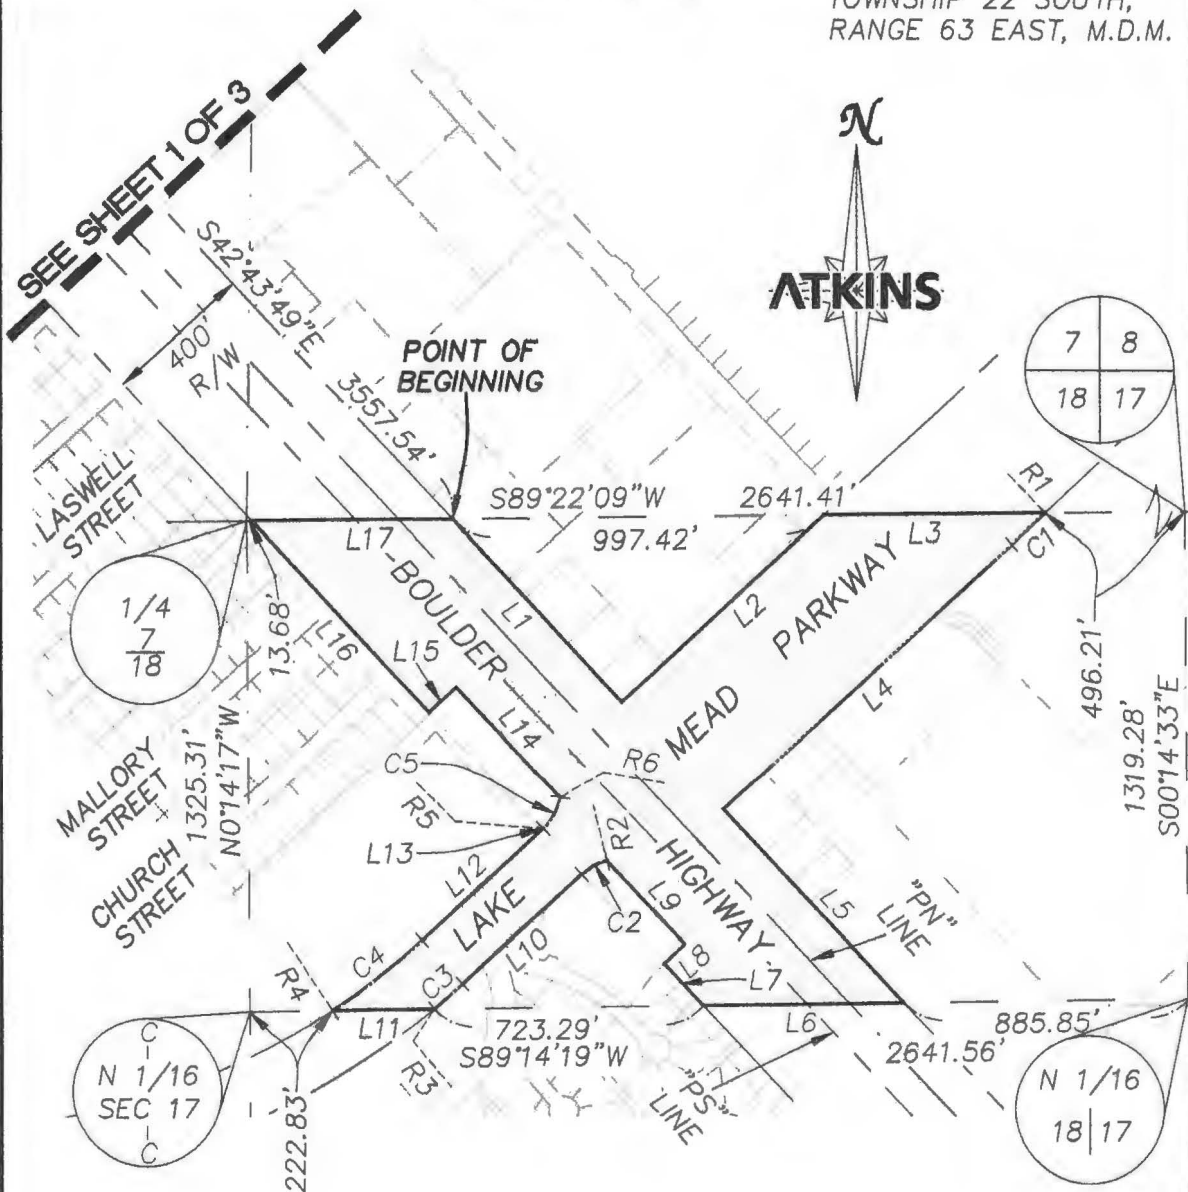 TOWNSHIP 22 SOUTH,
RANGE 63 EAST, M.D.M.
SEE SHEET 1 OF 3
N
ATKINS
S42°43'49"E
3557.54'
400'
R/W
POINT OF
BEGINNING
7
8
18
17
LASWELL
STREET
S89°22'09"W
2641.41'
997.42'
R1
L17
L3
C1
BOULDER
L1
L2
PARKWAY
1/4
7
18
13.68'
L16
L15
L14
MEAD
L4
496.21'
1319.28'
S00°14'33"E
MALLORY
STREET
1325.31'
N0°14'17"W
C5
R6
R5
R2
CHURCH
STREET
L13
L12
LAKE
C2
L9
HIGHWAY
L5
"PN"
LINE
C4
L10
L8
L7
R4
C3
L11
723.29'
S89°14'19"W
L6
885.85'
2641.56'
R3
"PS"
LINE
C
N 1/16
SEC 17
C
222.83'
N 1/16
18
17